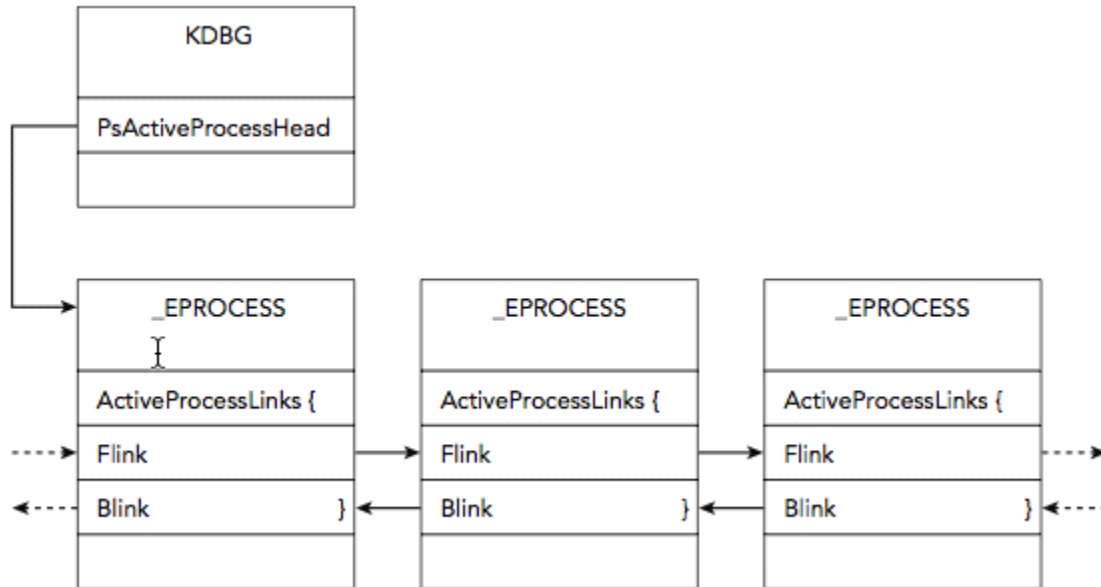 KDBG
PsActiveProcessHead
_EPROCESS
ActiveProcessLinks {
Flink
Blink }
_EPROCESS
ActiveProcessLinks {
Flink
Blink }
_EPROCESS
ActiveProcessLinks {
Flink
Blink }